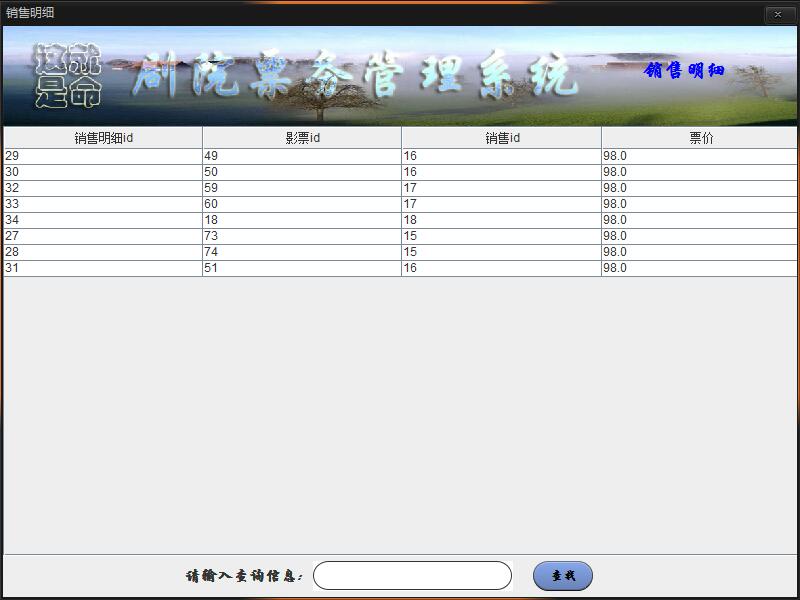 销售明细
这就
是命
剧院票务管理系统
销售明细
销售明细id 影票id 销售id 票价
29 49 16 98.0
30 50 16 98.0
32 59 17 98.0
33 60 17 98.0
34 18 18 98.0
27 73 15 98.0
28 74 15 98.0
31 51 16 98.0
请输入查询信息: 查找